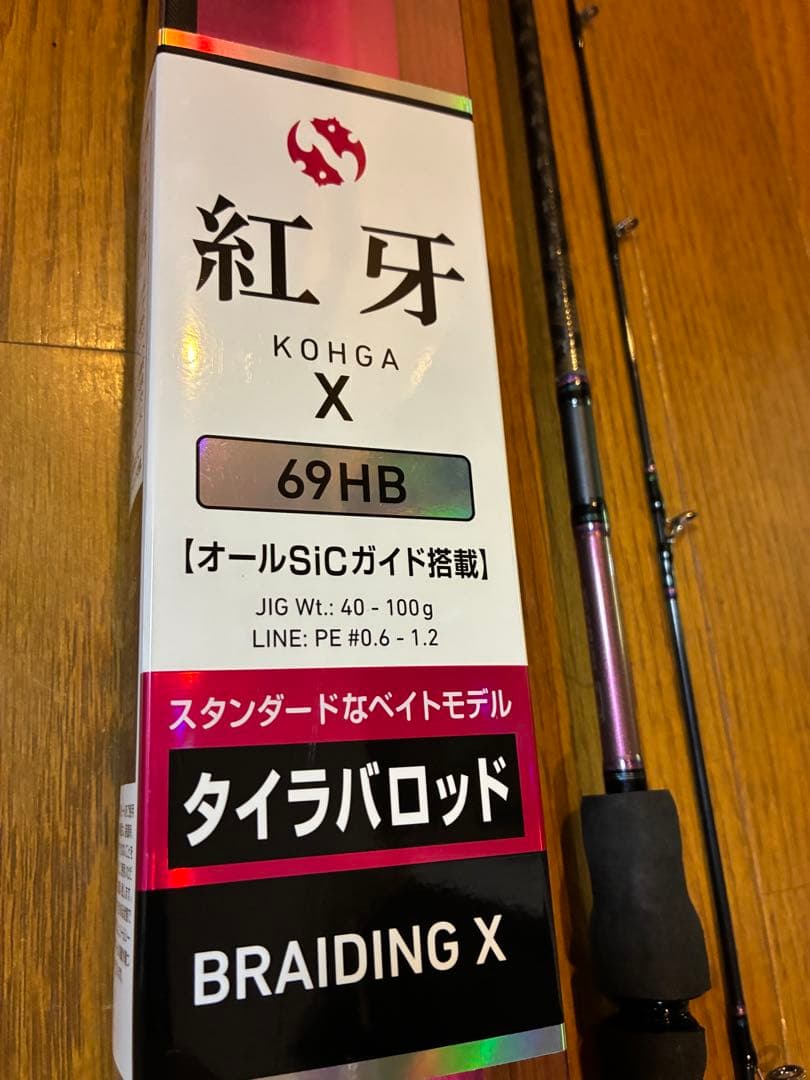 紅牙
KOHGA
X
69HB
【オールSiCガイド搭載】
JIG Wt.: 40 - 100g
LINE: PE #0.6 - 1.2
スタンダードなベイトモデル
タイラバロッド
BRAIDING X